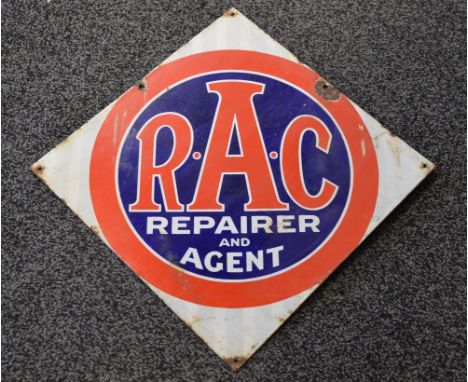 R·A·C
REPAIRER
AND
AGENT